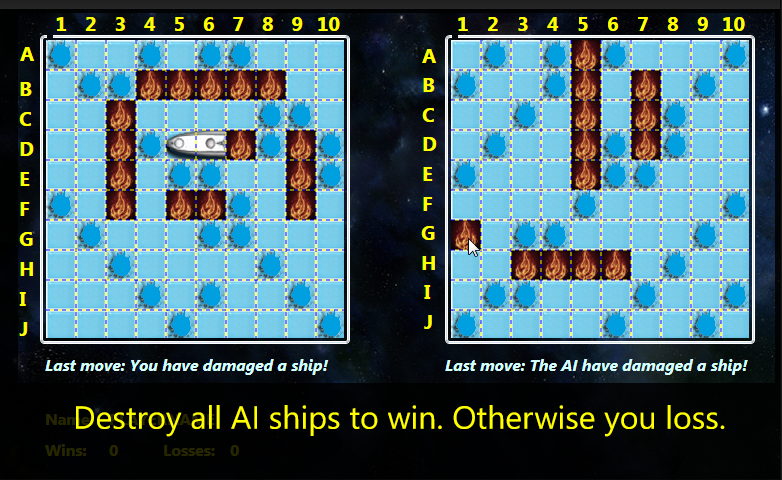 1 2 3 4 5 6 7 8 9 10 1 2 3 4 5 6 7 8 9 10
A A
B B
C C
D D
E E
F F
G G
H H
I I
J J
Last move: You have damaged a ship! Last move: The AI have damaged a ship!
Destroy all AI ships to win. Otherwise you loss.
Wins: 0 Losses: 0